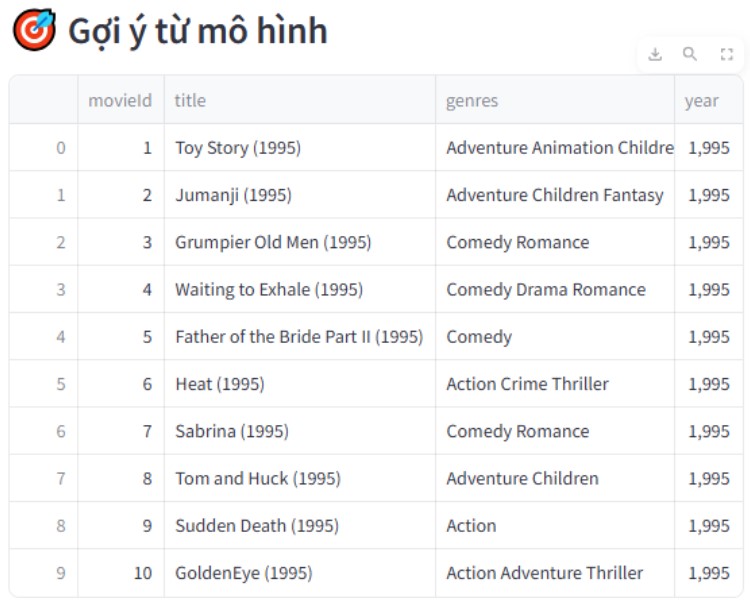 Gợi ý từ mô hình
movieId title genres year
0 1 Toy Story (1995) Adventure Animation Childre 1,995
1 2 Jumanji (1995) Adventure Children Fantasy 1,995
2 3 Grumpier Old Men (1995) Comedy Romance 1,995
3 4 Waiting to Exhale (1995) Comedy Drama Romance 1,995
4 5 Father of the Bride Part II (1995) Comedy 1,995
5 6 Heat (1995) Action Crime Thriller 1,995
6 7 Sabrina (1995) Comedy Romance 1,995
7 8 Tom and Huck (1995) Adventure Children 1,995
8 9 Sudden Death (1995) Action 1,995
9 10 GoldenEye (1995) Action Adventure Thriller 1,995